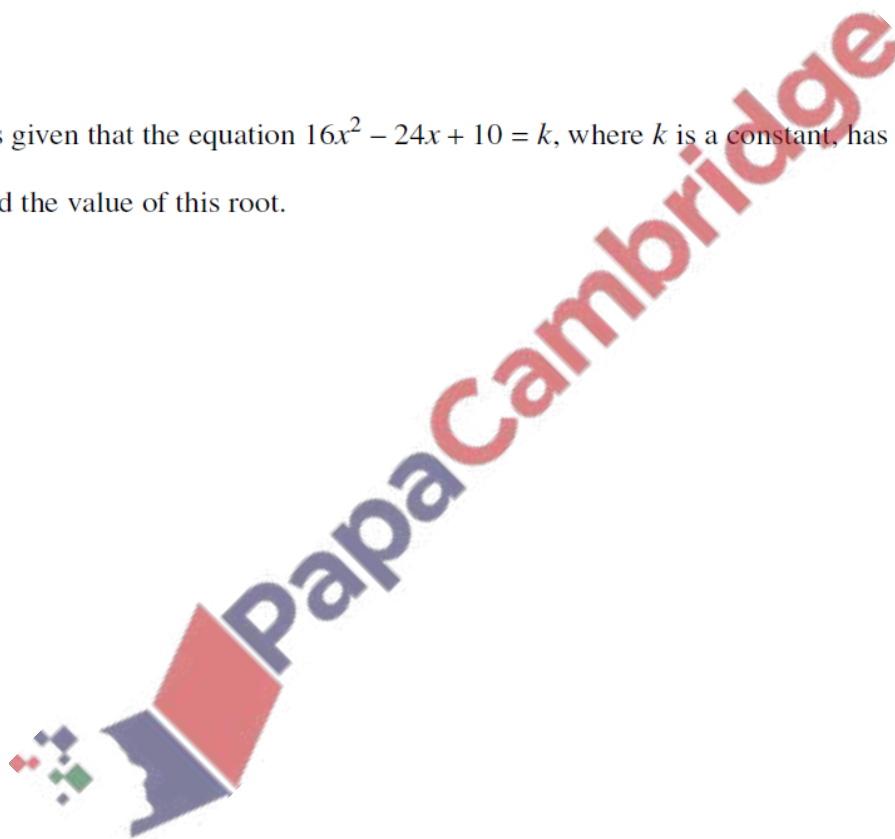 s given that the equation 16x² – 24x + 10 = k, where k is a constant, has
d the value of this root.
PapaCambridge